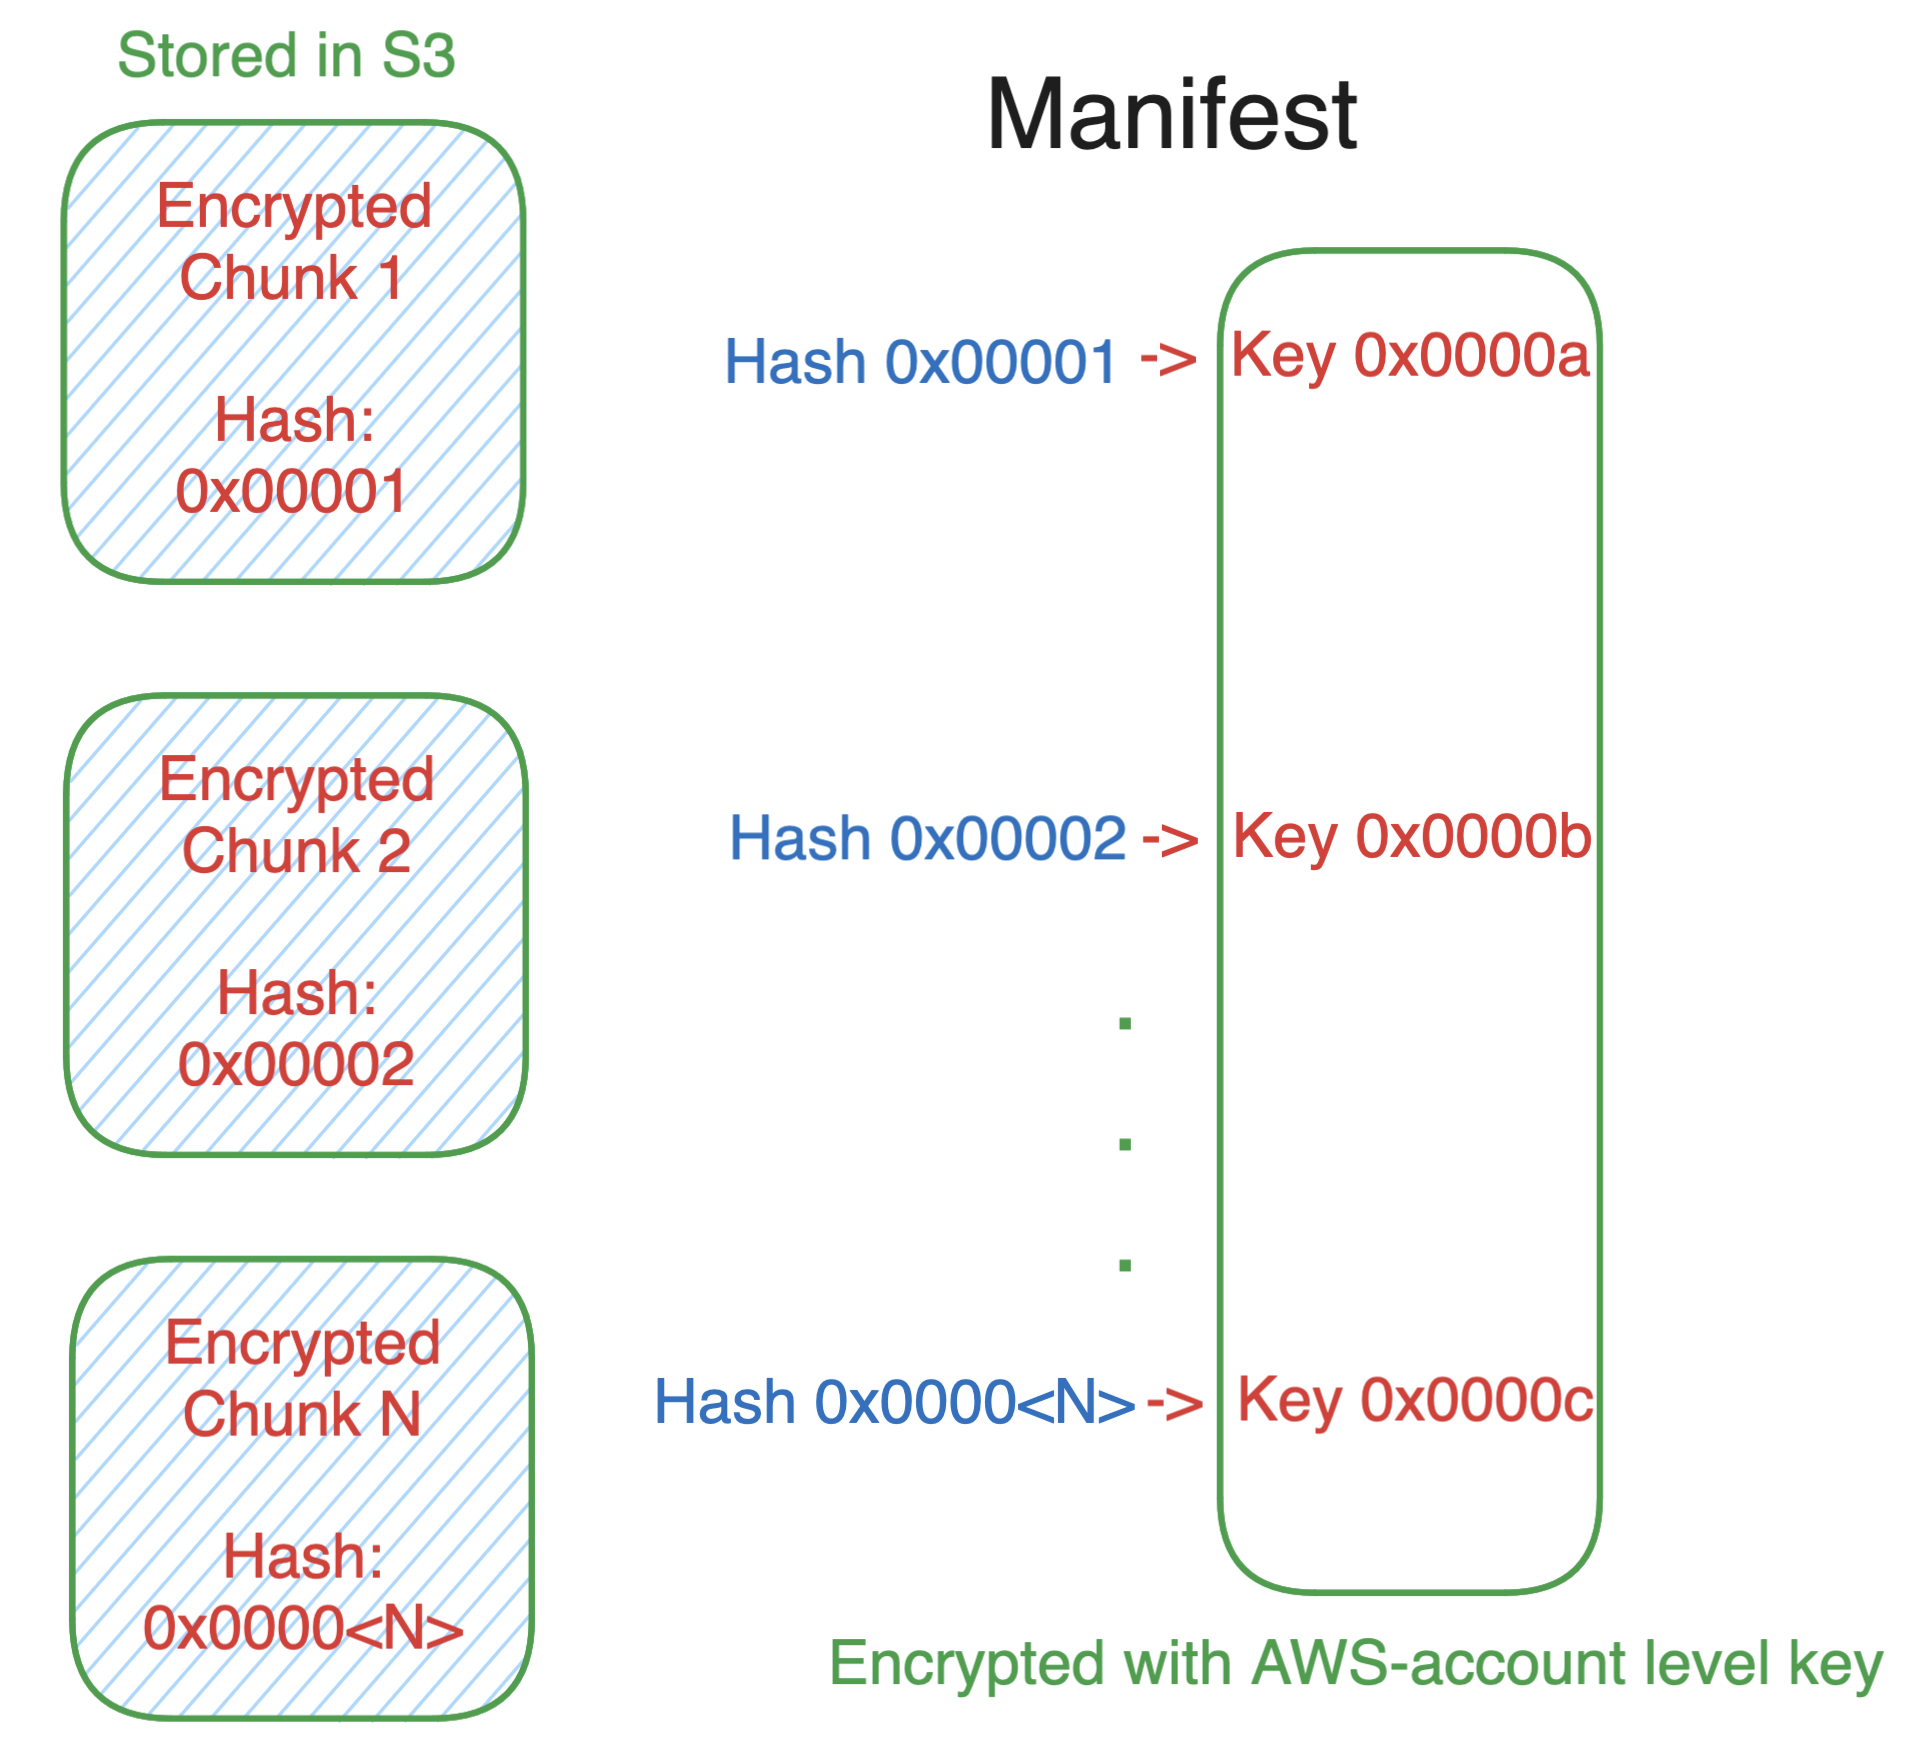 Stored in S3
Manifest
Encrypted
Chunk 1
Hash:
0x00001
Hash 0x00001 -> Key 0x0000a
Encrypted
Chunk 2
Hash:
0x00002
Hash 0x00002 -> Key 0x0000b
.
.
.
Encrypted
Chunk N
Hash:
0x0000<N>
Hash 0x0000<N> -> Key 0x0000c
Encrypted with AWS-account level key